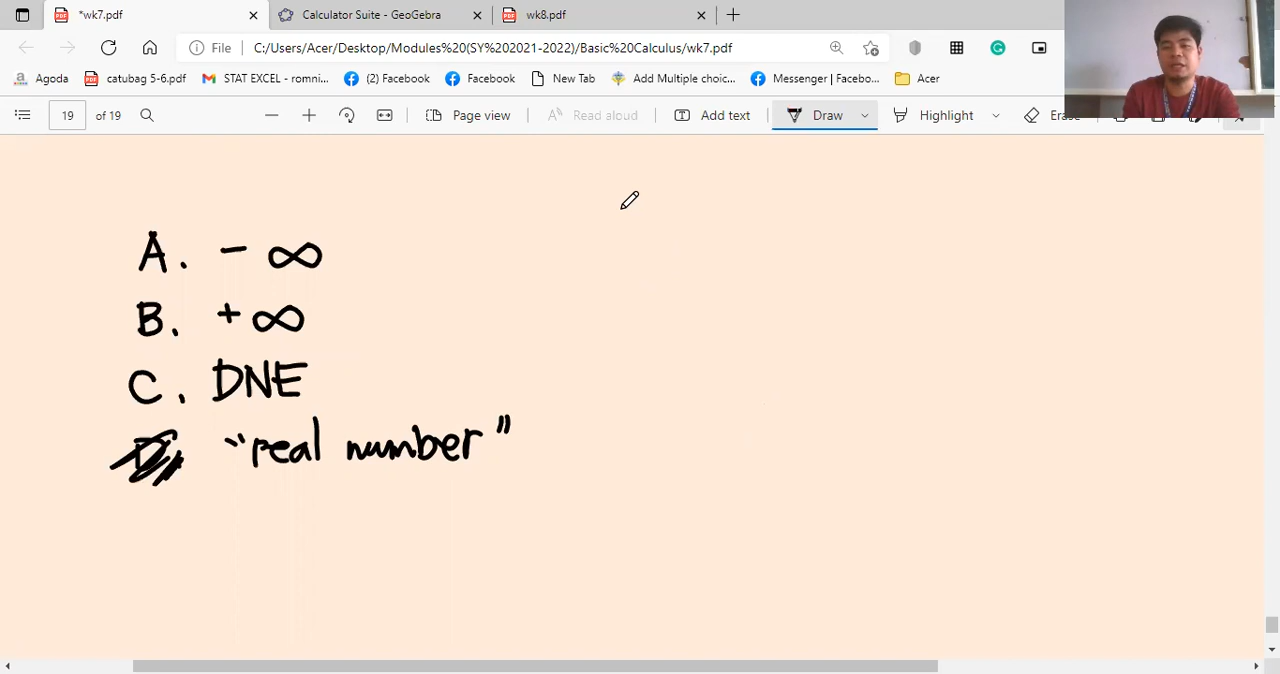 *wk7.pdf
Calculator Suite - GeoGebra
wk8.pdf
File
C:/Users/Acer/Desktop/Modules%20(SY%202021-2022)/Basic%20Calculus/wk7.pdf
Agoda
catubag 5-6.pdf
STAT EXCEL - romni...
(2) Facebook
Facebook
New Tab
Add Multiple choic...
Messenger | Facebo...
Acer
19 of 19
Page view
Read aloud
Add text
Draw
Highlight
A. - ∞
B. + ∞
C. DNE
"real number"